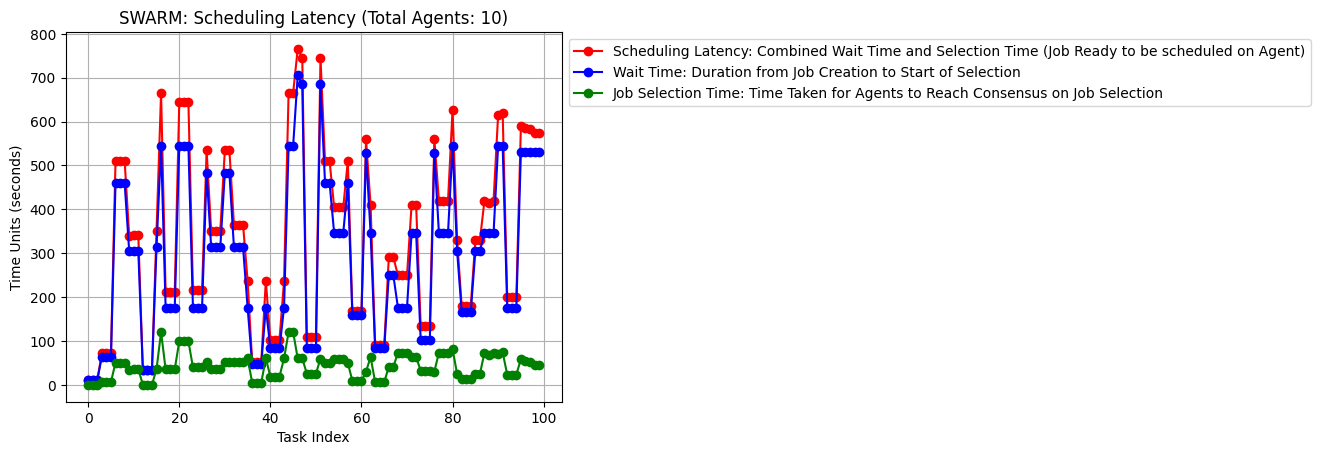 SWARM: Scheduling Latency (Total Agents: 10)
800
700
600
500
400
300
200
100
0
Time Units (seconds)
0 20 40 60 80 100
Task Index
Scheduling Latency: Combined Wait Time and Selection Time (Job Ready to be scheduled on Agent)
Wait Time: Duration from Job Creation to Start of Selection
Job Selection Time: Time Taken for Agents to Reach Consensus on Job Selection